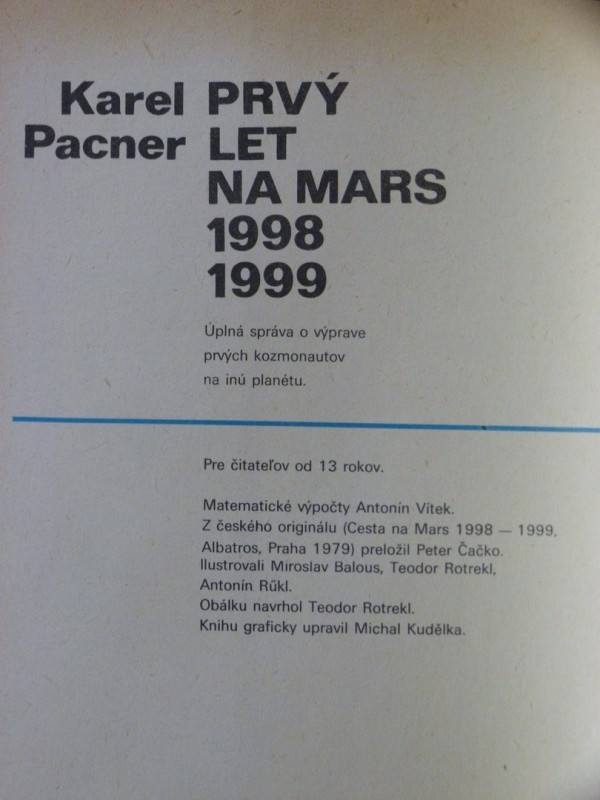 Karel PRVÝ
Pacner LET
NA MARS
1998
1999
Úplná správa o výprave
prvých kozmonautov
na inú planétu.
Pre čitateľov od 13 rokov.
Matematické výpočty Antonín Vítek.
Z českého originálu (Cesta na Mars 1998 — 1999,
Albatros, Praha 1979) preložil Peter Čačko.
Ilustrovali Miroslav Balous, Teodor Rotrekl,
Antonín Růkl.
Obálku navrhol Teodor Rotrekl.
Knihu graficky upravil Michal Kudělka.